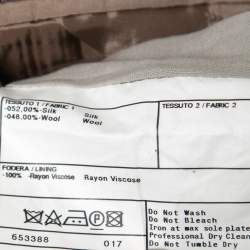 TESSUTO 1 / FABRIC 1
-052,00%-Silk Silk
-048,00%-Wool Wool
TESSUTO 2 / FABRIC 2
FODERA / LINING
-100% -Rayon Viscose Rayon Viscose
P
Do Not Wash
Do Not Bleach
Iron at max sole plate
Professional Dry Clean
Do Not Tumble Dry
653388 017